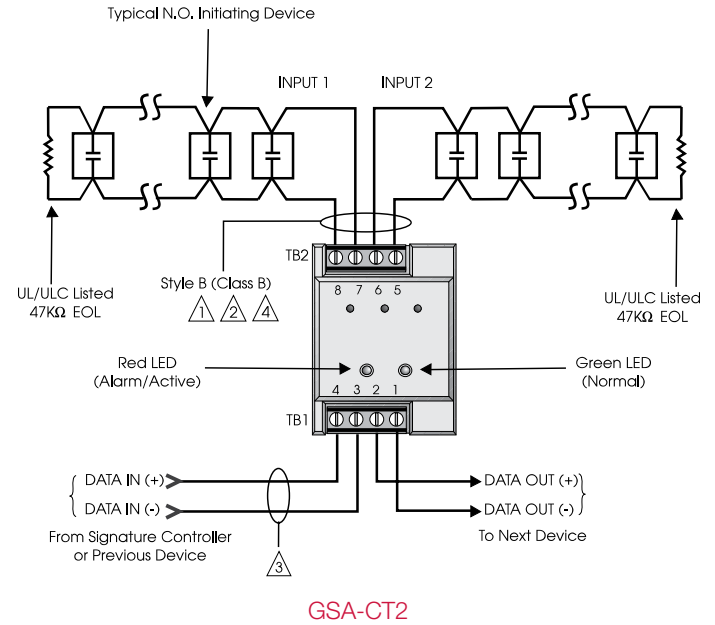 Typical N.O. Initiating Device
INPUT 1
INPUT 2
TB2
8 7 6 5
Style B (Class B)
1 2 4
UL/ULC Listed
47KΩ EOL
UL/ULC Listed
47KΩ EOL
Red LED
(Alarm/Active)
Green LED
(Normal)
4 3 2 1
TB1
DATA IN (+)
DATA IN (-)
From Signature Controller
or Previous Device
3
DATA OUT (+)
DATA OUT (-)
To Next Device
GSA-CT2